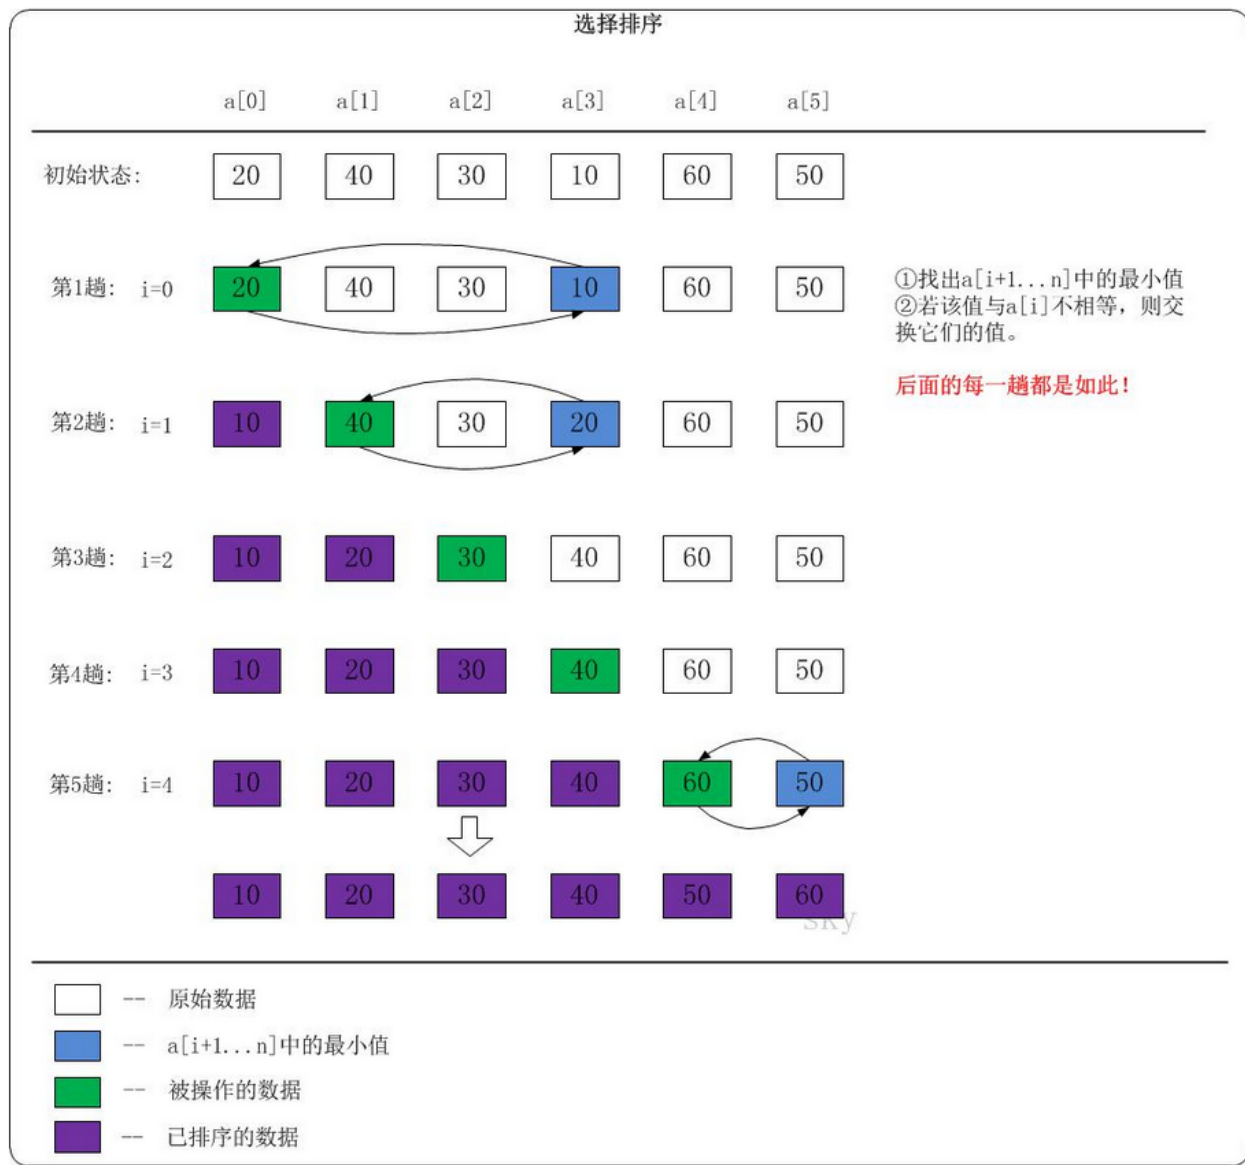 选择排序
a[0] a[1] a[2] a[3] a[4] a[5]
初始状态: 20 40 30 10 60 50
第1趟: i=0 20 40 30 10 60 50
①找出a[i+1...n]中的最小值
②若该值与a[i]不相等，则交
换它们的值。
后面的每一趟都是如此！
第2趟: i=1 10 40 30 20 60 50
第3趟: i=2 10 20 30 40 60 50
第4趟: i=3 10 20 30 40 60 50
第5趟: i=4 10 20 30 40 60 50
10 20 30 40 50 60
sky
-- 原始数据
-- a[i+1...n]中的最小值
-- 被操作的数据
-- 已排序的数据